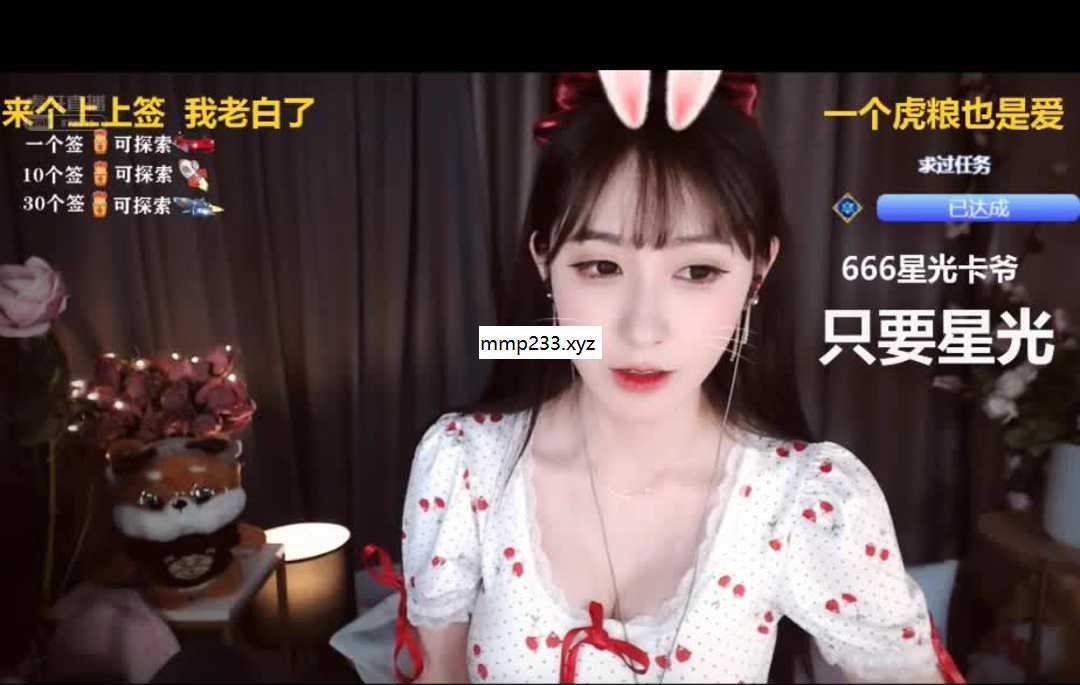 来个上上签 我老白了
一个签 可探索
10个签 可探索
30个签 可探索
一个虎粮也是爱
求过任务
已达成
666星光卡爷
只要星光
mmp233.xyz